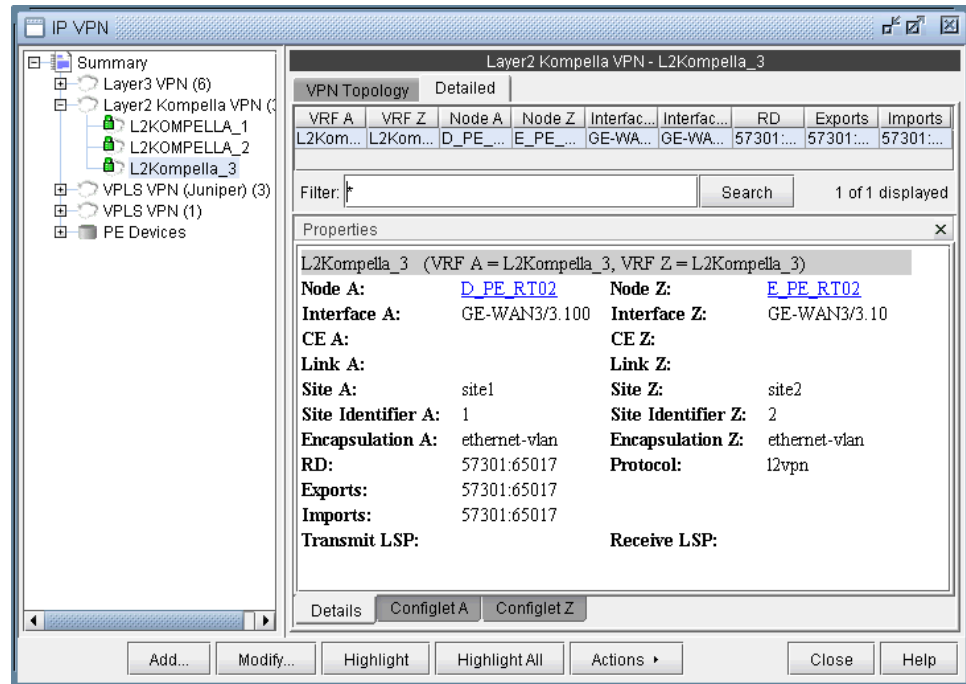 IP VPN
Summary
Layer3 VPN (6)
Layer2 Kompella VPN (3
L2KOMPELLA_1
L2KOMPELLA_2
L2Kompella_3
VPLS VPN (Juniper) (3)
VPLS VPN (1)
PE Devices
Layer2 Kompella VPN - L2Kompella_3
VPN Topology Detailed
VRF A VRF Z Node A Node Z Interfac... Interfac... RD Exports Imports
L2Kom... L2Kom... D_PE_... E_PE_... GE-WA... GE-WA... 57301:... 57301:... 57301:...
Filter: * Search 1 of 1 displayed
Properties
L2Kompella_3 (VRF A = L2Kompella_3, VRF Z = L2Kompella_3)
Node A: D_PE_RT02 Node Z: E_PE_RT02
Interface A: GE-WAN3/3.100 Interface Z: GE-WAN3/3.10
CE A: CE Z:
Link A: Link Z:
Site A: site1 Site Z: site2
Site Identifier A: 1 Site Identifier Z: 2
Encapsulation A: ethernet-vlan Encapsulation Z: ethernet-vlan
RD: 57301:65017 Protocol: l2vpn
Exports: 57301:65017
Imports: 57301:65017
Transmit LSP: Receive LSP:
Details Configlet A Configlet Z
Add... Modify... Highlight Highlight All Actions Close Help